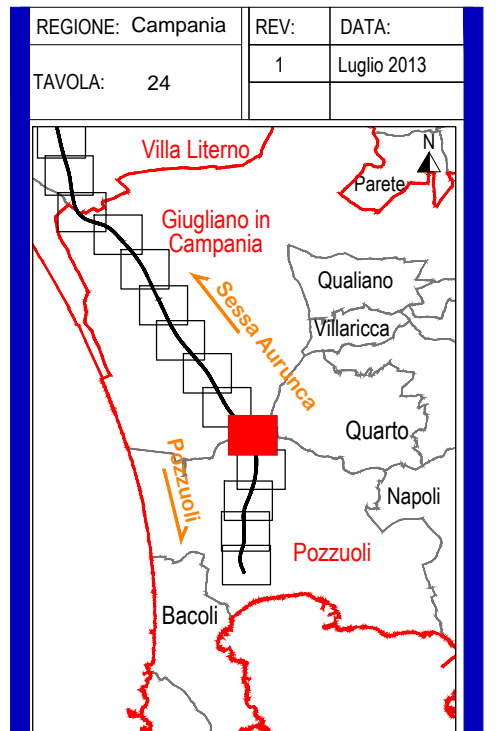 REGIONE: Campania
REV:
DATA:
1
Luglio 2013
TAVOLA: 24
N
Villa Literno
Parete
Giugliano in
Campania
Qualiano
Sessa Aurunca
Villaricca
Quarto
Pozzuoli
Napoli
Pozzuoli
Bacoli